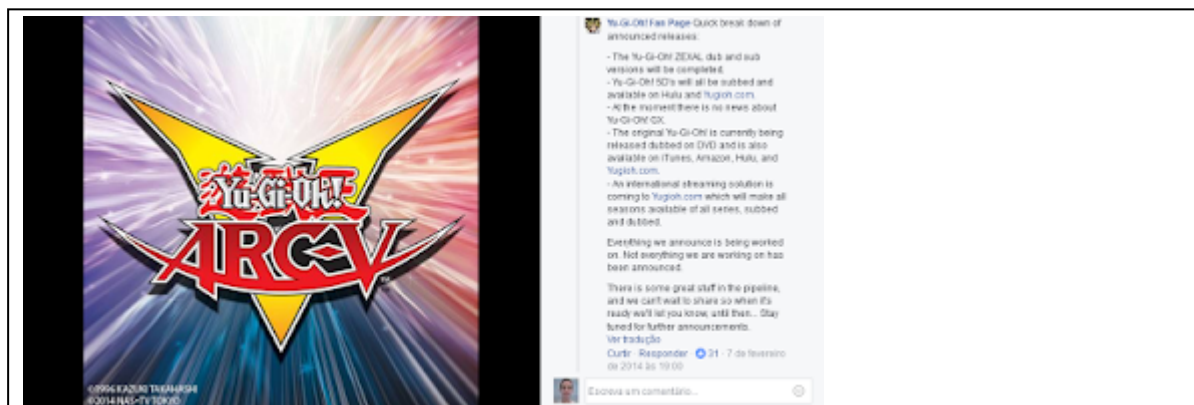 遊戯王
Yu-Gi-Oh!
ARC-V
™
©1996 KAZUKI TAKAHASHI
©2014 NAS•TV TOKYO
Yu-Gi-Oh! Fan Page Quick break down of
announced releases:
- The Yu-Gi-Oh! ZEXAL dub and sub
versions will be completed.
- Yu-Gi-Oh! 5D's will all be subbed and
available on Hulu and Yugioh.com.
- At the moment there is no news about
Yu-Gi-Oh! GX.
- The original Yu-Gi-Oh! is currently being
released dubbed on DVD and is also
available on iTunes, Amazon, Hulu, and
Yugioh.com.
- An international streaming solution is
coming to Yugioh.com which will make all
seasons available of all series, subbed
and dubbed.
Everything we announce is being worked
on. Not everything we are working on has
been announced.
There is some great stuff in the pipeline,
and we can't wait to share so when it's
ready we'll let you know, until then... Stay
tuned for further announcements.
Ver tradução
Curtir · Responder · 31 · 7 de fevereiro
de 2014 às 19:00
Escreva um comentário...